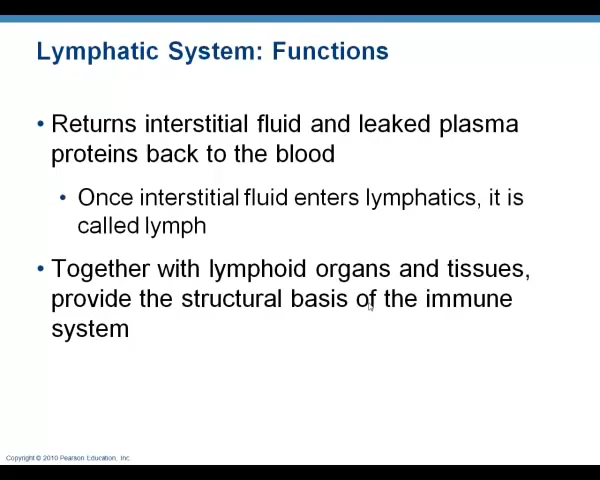 Lymphatic System: Functions
• Returns interstitial fluid and leaked plasma
proteins back to the blood
• Once interstitial fluid enters lymphatics, it is
called lymph
• Together with lymphoid organs and tissues,
provide the structural basis of the immune
system
Copyright © 2010 Pearson Education, Inc.